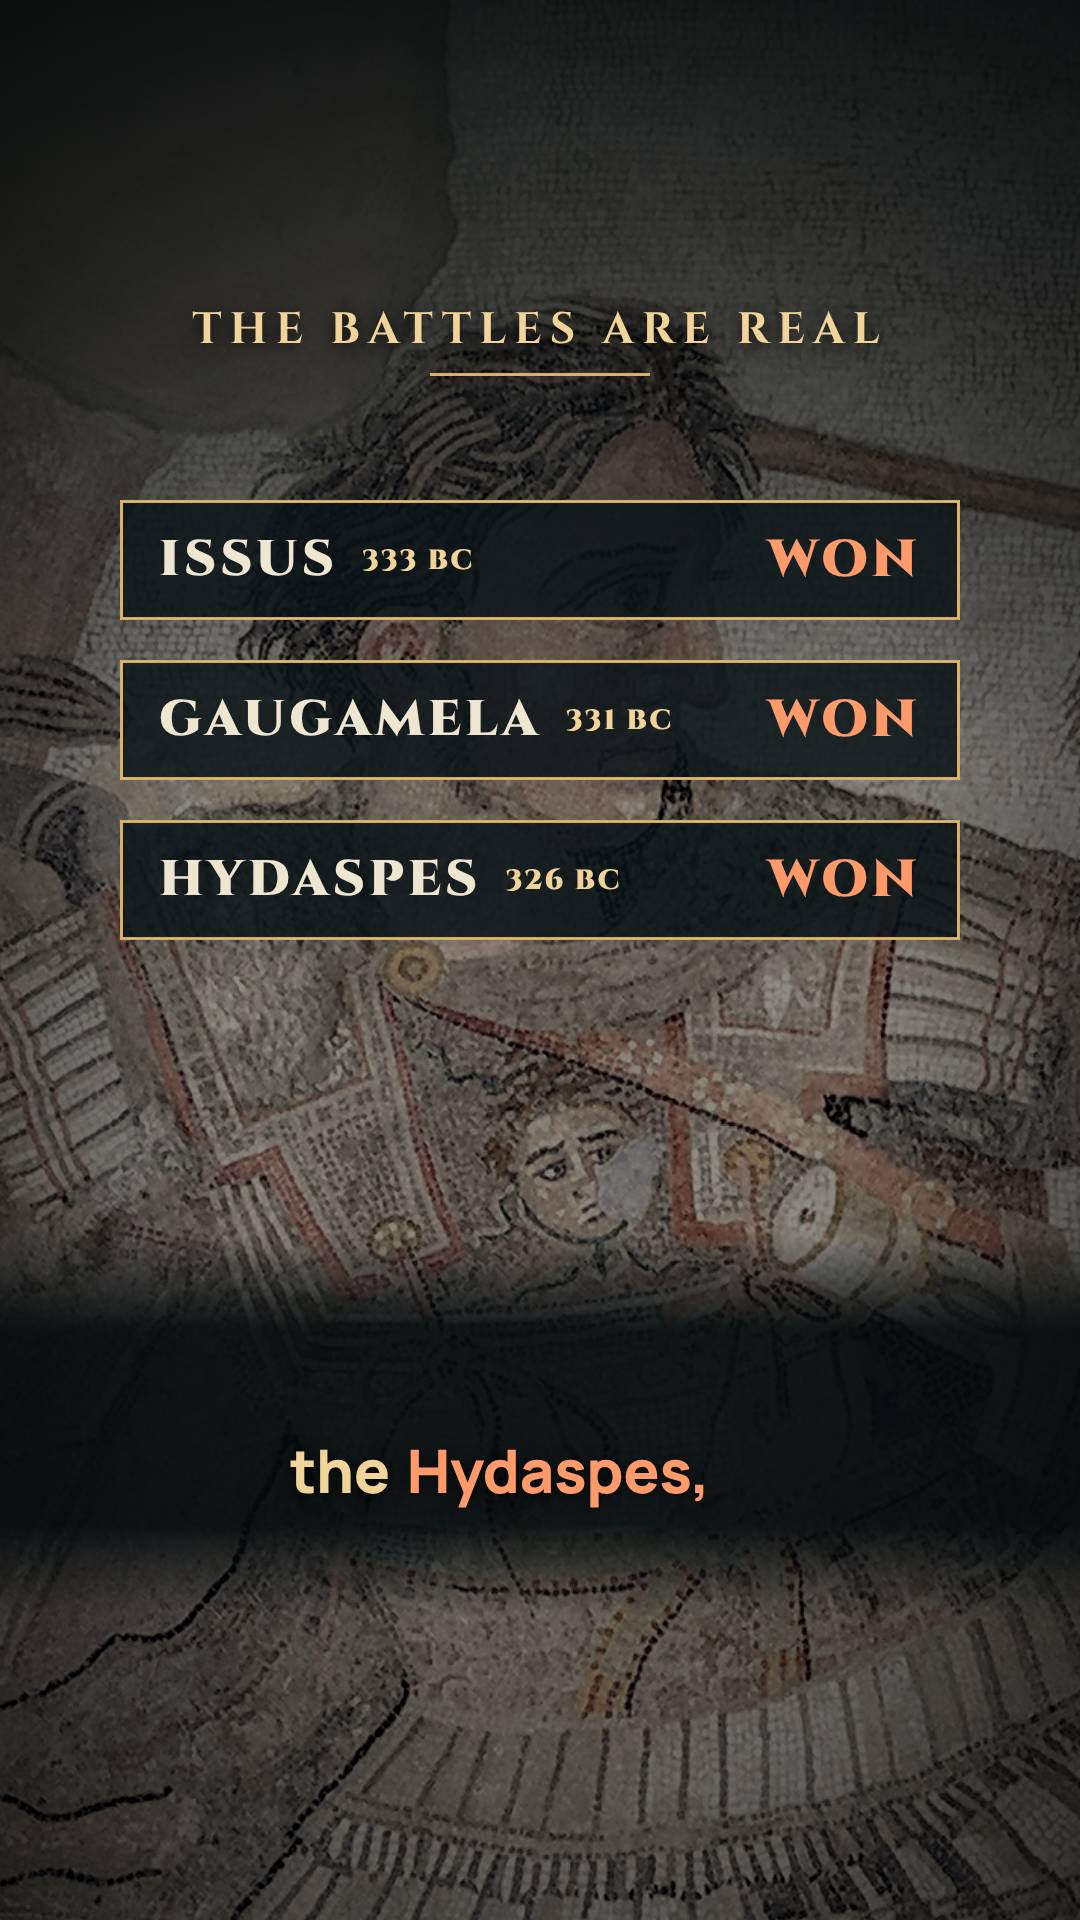 THE BATTLES ARE REAL
ISSUS 333 BC WON
GAUGAMELA 331 BC WON
HYDASPES 326 BC WON
the Hydaspes,